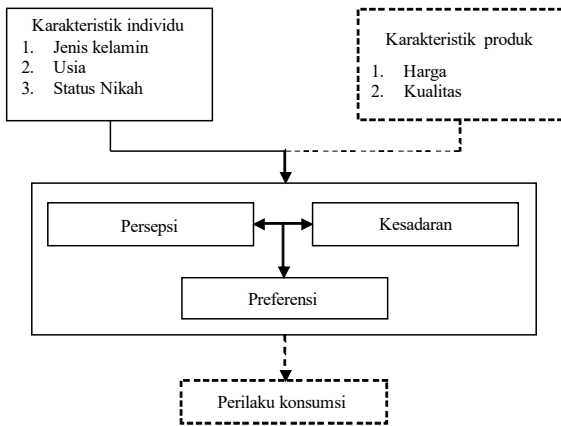 Karakteristik individu
1. Jenis kelamin
2. Usia
3. Status Nikah
Karakteristik produk
1. Harga
2. Kualitas
Persepsi
Kesadaran
Preferensi
Perilaku konsumsi